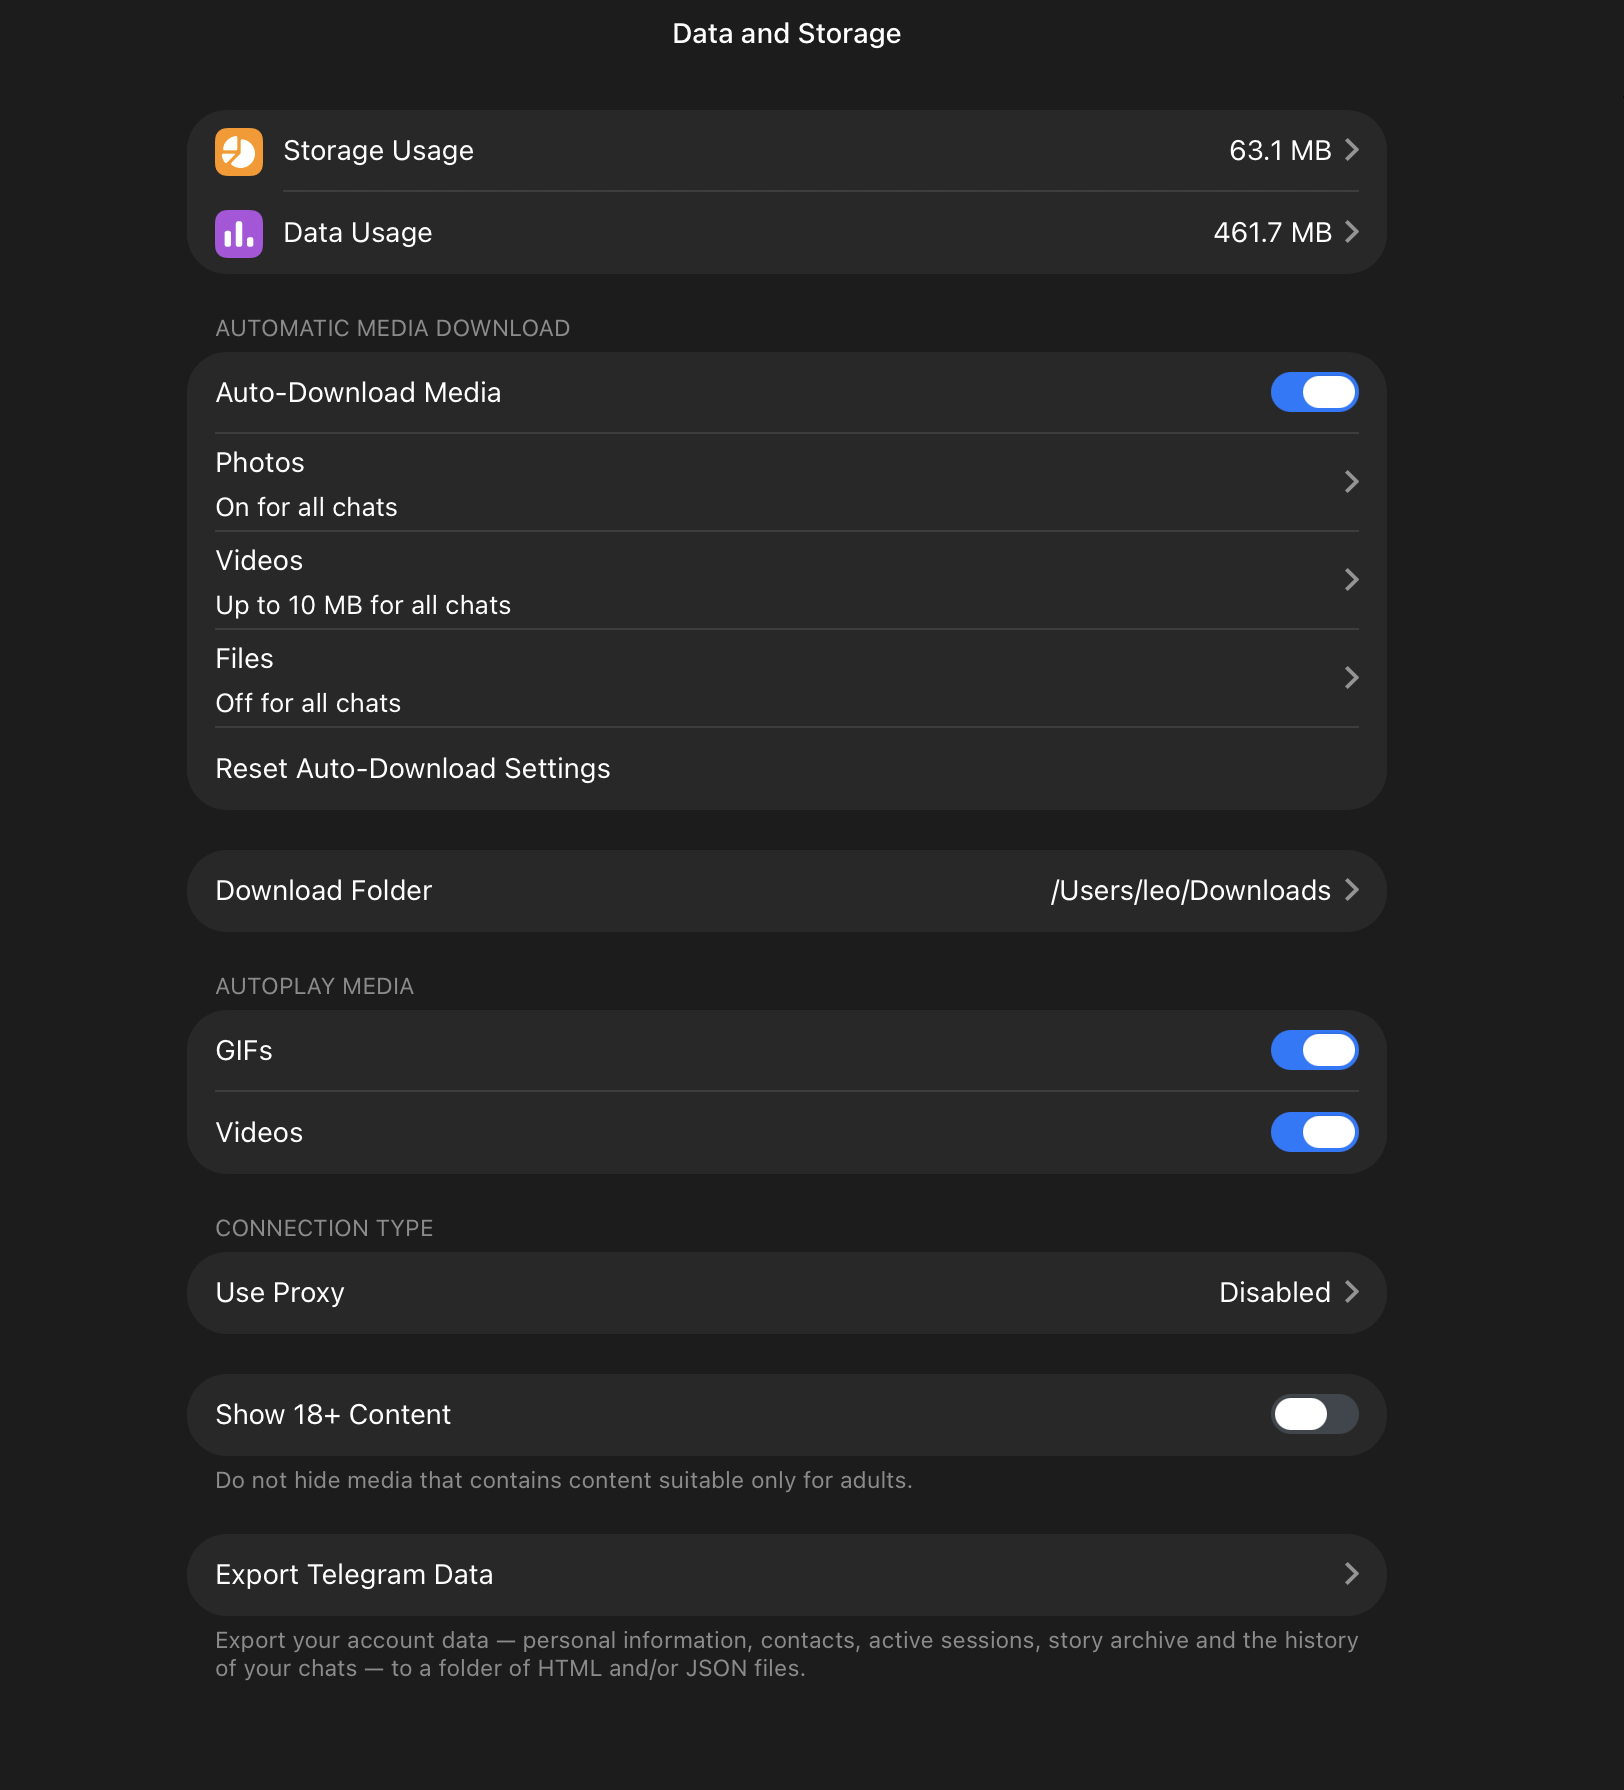 Data and Storage
Storage Usage 63.1 MB
Data Usage 461.7 MB
AUTOMATIC MEDIA DOWNLOAD
Auto-Download Media
Photos
On for all chats
Videos
Up to 10 MB for all chats
Files
Off for all chats
Reset Auto-Download Settings
Download Folder /Users/leo/Downloads
AUTOPLAY MEDIA
GIFs
Videos
CONNECTION TYPE
Use Proxy Disabled
Show 18+ Content
Do not hide media that contains content suitable only for adults.
Export Telegram Data
Export your account data — personal information, contacts, active sessions, story archive and the history
of your chats — to a folder of HTML and/or JSON files.